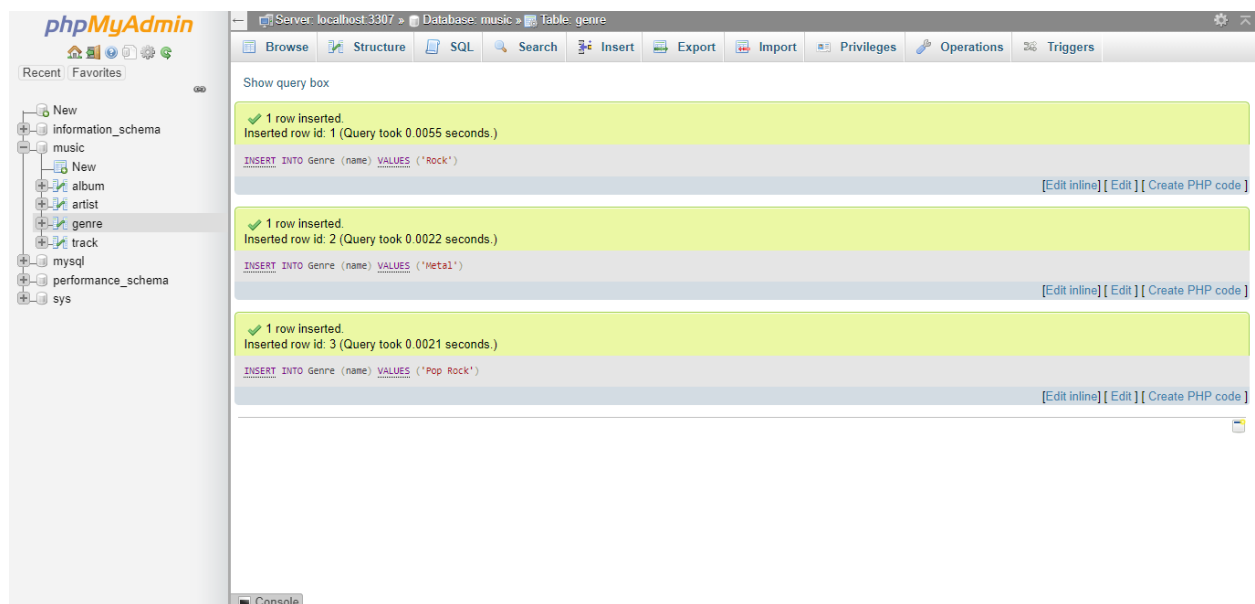 phpMyAdmin
Recent Favorites
New
information_schema
music
New
album
artist
genre
track
mysql
performance_schema
sys
Server: localhost:3307 » Database: music » Table: genre
Browse Structure SQL Search Insert Export Import Privileges Operations Triggers
Show query box
1 row inserted.
Inserted row id: 1 (Query took 0.0055 seconds.)
INSERT INTO Genre (name) VALUES ('Rock')
[Edit inline] [ Edit ] [ Create PHP code ]
1 row inserted.
Inserted row id: 2 (Query took 0.0022 seconds.)
INSERT INTO Genre (name) VALUES ('Metal')
[Edit inline] [ Edit ] [ Create PHP code ]
1 row inserted.
Inserted row id: 3 (Query took 0.0021 seconds.)
INSERT INTO Genre (name) VALUES ('Pop Rock')
[Edit inline] [ Edit ] [ Create PHP code ]
Console